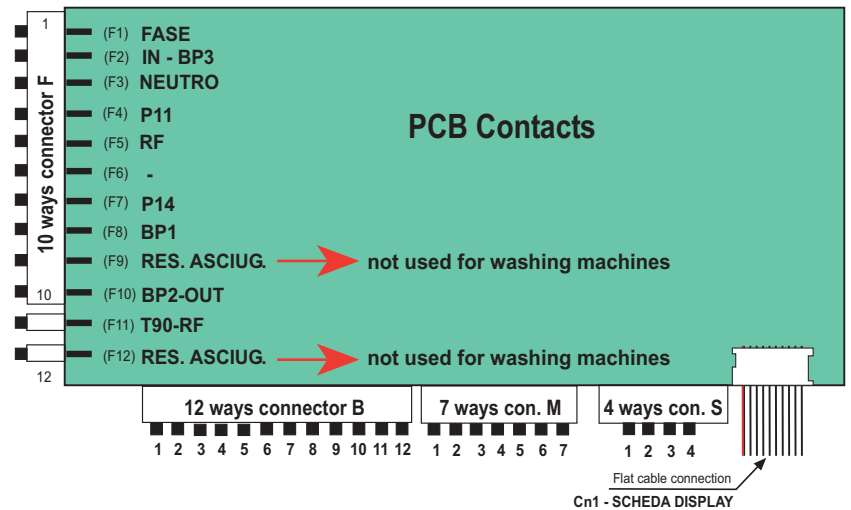 1
(F1) FASE
(F2) IN - BP3
(F3) NEUTRO
(F4) P11
(F5) RF
(F6) -
(F7) P14
(F8) BP1
(F9) RES. ASCIUG. not used for washing machines
10 (F10) BP2-OUT
(F11) T90-RF
(F12) RES. ASCIUG. not used for washing machines
12
10 ways connector F
PCB Contacts
12 ways connector B
1 2 3 4 5 6 7 8 9 10 11 12
7 ways con. M
1 2 3 4 5 6 7
4 ways con. S
1 2 3 4
Flat cable connection
Cn1 - SCHEDA DISPLAY